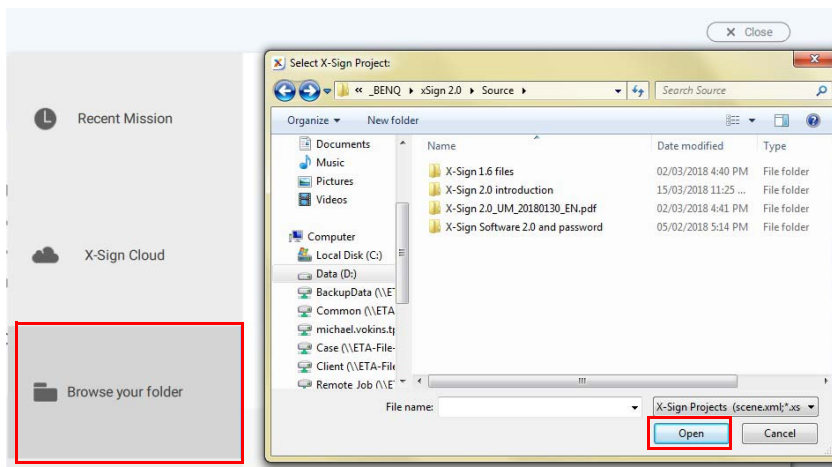 X Close
Select X-Sign Project:
« _BENQ ▸ xSign 2.0 ▸ Source ▸
Search Source
Organize ▾ New folder
Documents
Music
Pictures
Videos
Computer
Local Disk (C:)
Data (D:)
BackupData (\\E
Common (\\ETA
michael.vokins.t
Case (\\ETA-File-
Client (\\ETA-File
Remote Job (\\E
Name Date modified Type
X-Sign 1.6 files 02/03/2018 4:40 PM File folder
X-Sign 2.0 introduction 15/03/2018 11:25 ... File folder
X-Sign 2.0_UM_20180130_EN.pdf 02/03/2018 4:41 PM File folder
X-Sign Software 2.0 and password 05/02/2018 5:14 PM File folder
File name:
X-Sign Projects (scene.xml;*.xs
Open Cancel
Recent Mission
X-Sign Cloud
Browse your folder